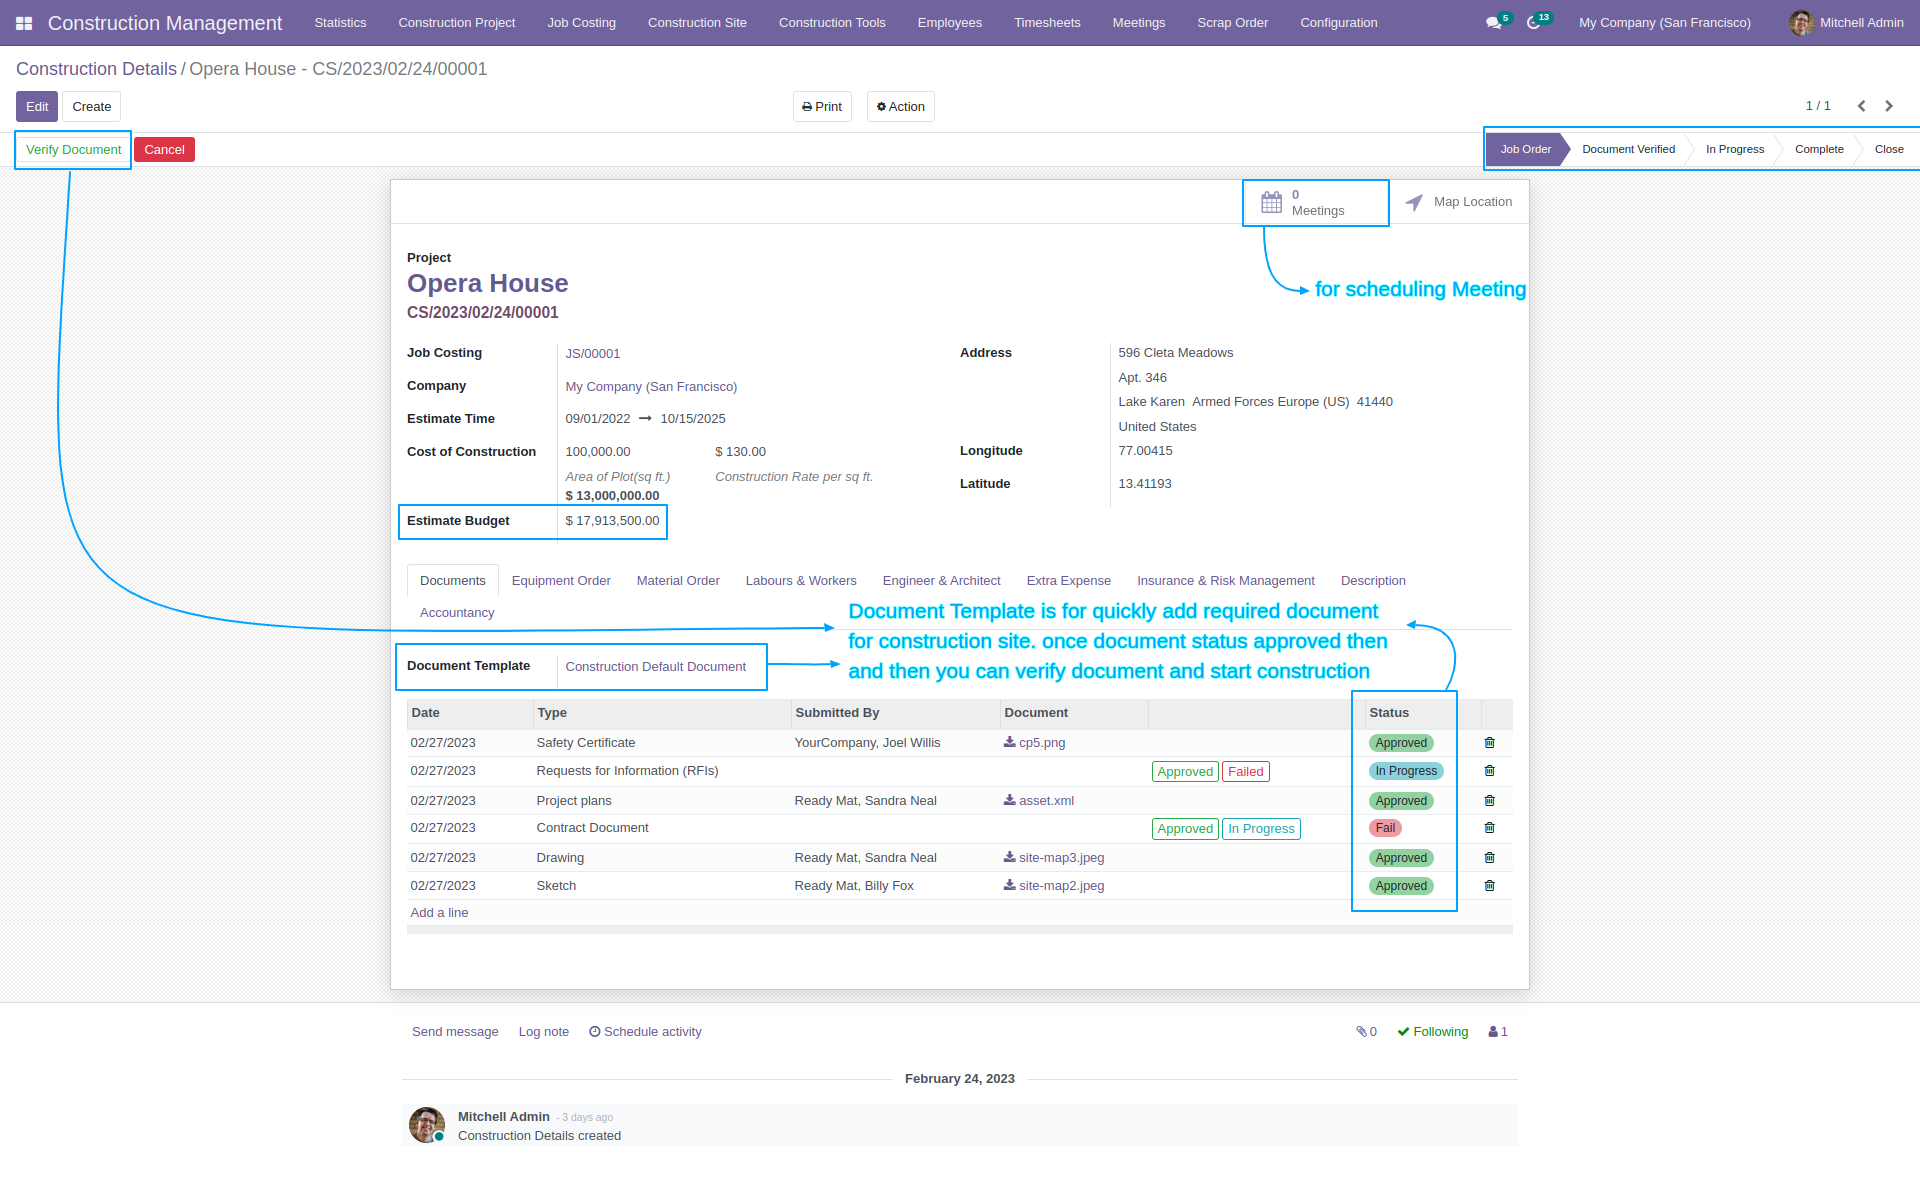 Construction Management Statistics Construction Project Job Costing Construction Site Construction Tools Employees Timesheets Meetings Scrap Order Configuration 5 13 My Company (San Francisco) Mitchell Admin
Construction Details / Opera House - CS/2023/02/24/00001
Edit Create Print Action 1 / 1
Verify Document Cancel Job Order Document Verified In Progress Complete Close
0
Meetings
Map Location
Project
Opera House
for scheduling Meeting
CS/2023/02/24/00001
Job Costing JS/00001 Address 596 Cleta Meadows
Apt. 346
Company My Company (San Francisco)
Lake Karen Armed Forces Europe (US) 41440
Estimate Time 09/01/2022 10/15/2025
United States
Cost of Construction 100,000.00 $ 130.00 Longitude 77.00415
Area of Plot(sq ft.) Construction Rate per sq ft. Latitude 13.41193
$ 13,000,000.00
Estimate Budget $ 17,913,500.00
Documents Equipment Order Material Order Labours & Workers Engineer & Architect Extra Expense Insurance & Risk Management Description
Accountancy
Document Template is for quickly add required document
for construction site. once document status approved then
and then you can verify document and start construction
Document Template Construction Default Document
Date Type Submitted By Document Status
02/27/2023 Safety Certificate YourCompany, Joel Willis cp5.png Approved
02/27/2023 Requests for Information (RFIs) Approved Failed In Progress
02/27/2023 Project plans Ready Mat, Sandra Neal asset.xml Approved
02/27/2023 Contract Document Approved In Progress Fail
02/27/2023 Drawing Ready Mat, Sandra Neal site-map3.jpeg Approved
02/27/2023 Sketch Ready Mat, Billy Fox site-map2.jpeg Approved
Add a line
Send message Log note Schedule activity 0 Following 1
February 24, 2023
Mitchell Admin - 3 days ago
Construction Details created